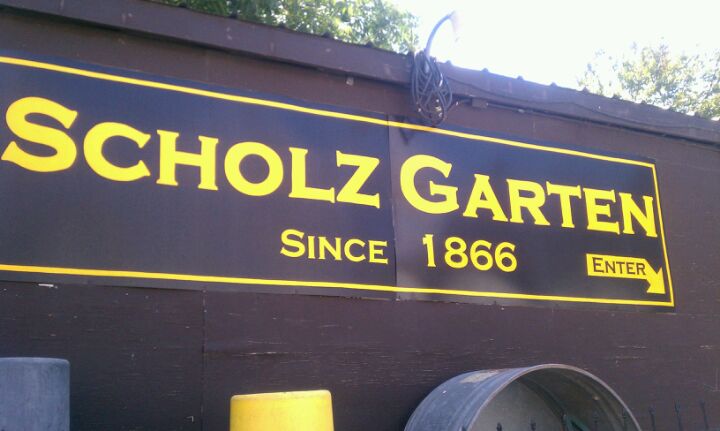 SCHOLZ GARTEN
SINCE 1866
ENTER